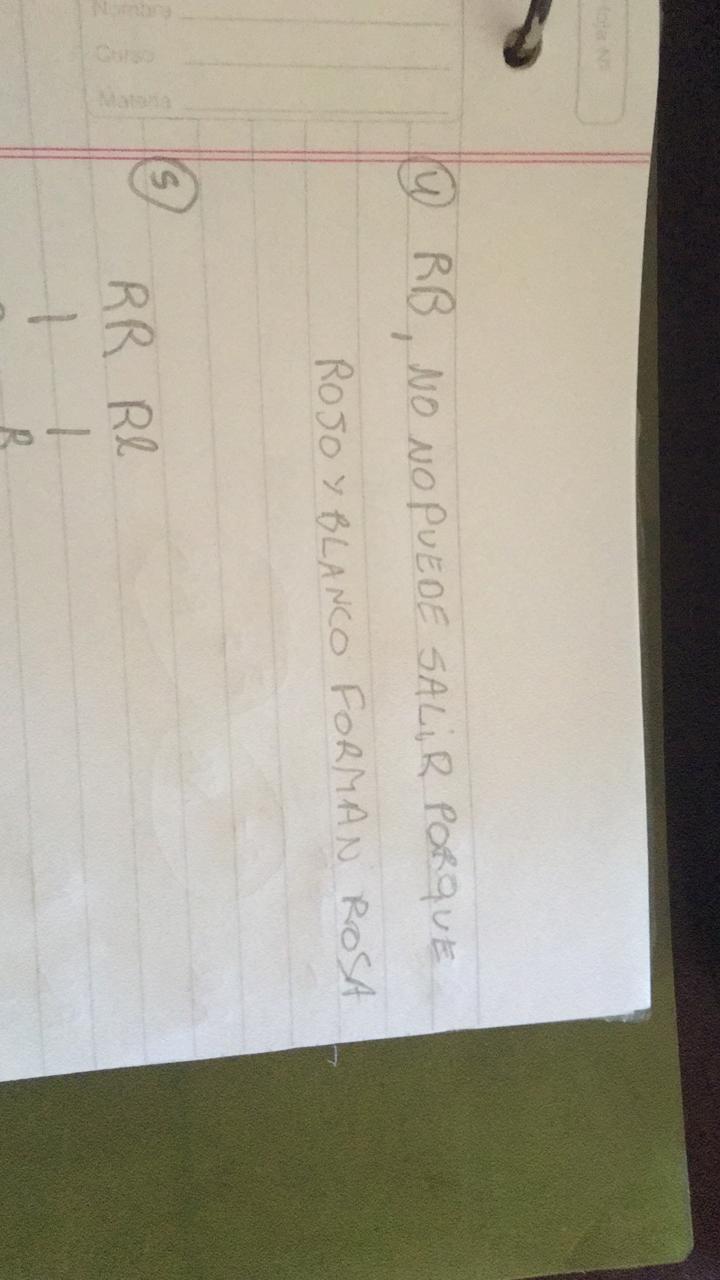 Hoja Nº
Nombre
Curso
Materia
4 RB, NO NO PUEDE SALIR PORQUE
ROJO Y BLANCO FORMAN ROSA
5
RR Rl